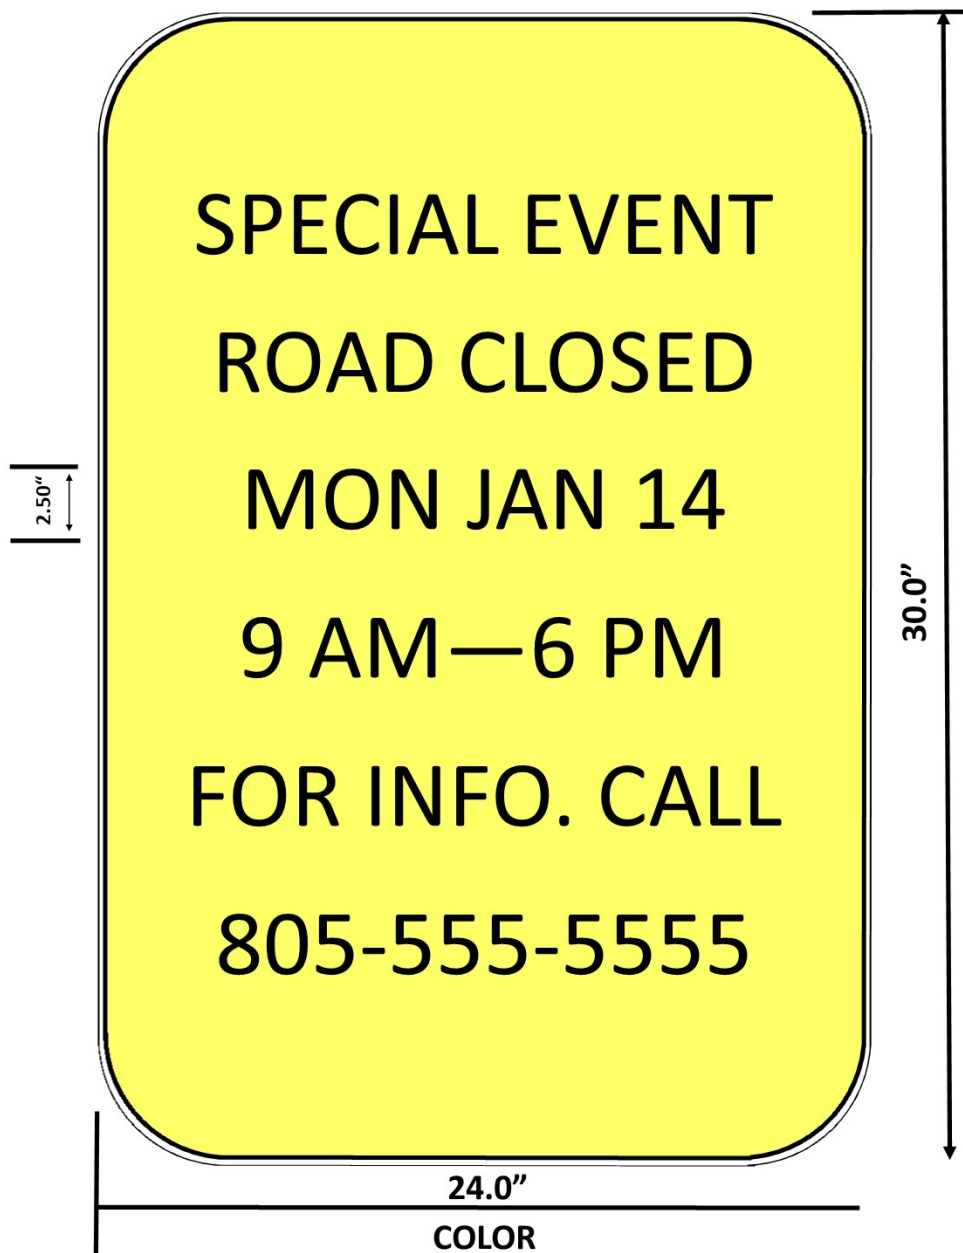 SPECIAL EVENT
ROAD CLOSED
MON JAN 14
2.50“
9 AM—6 PM
30.0”
FOR INFO. CALL
805-555-5555
24.0”
COLOR